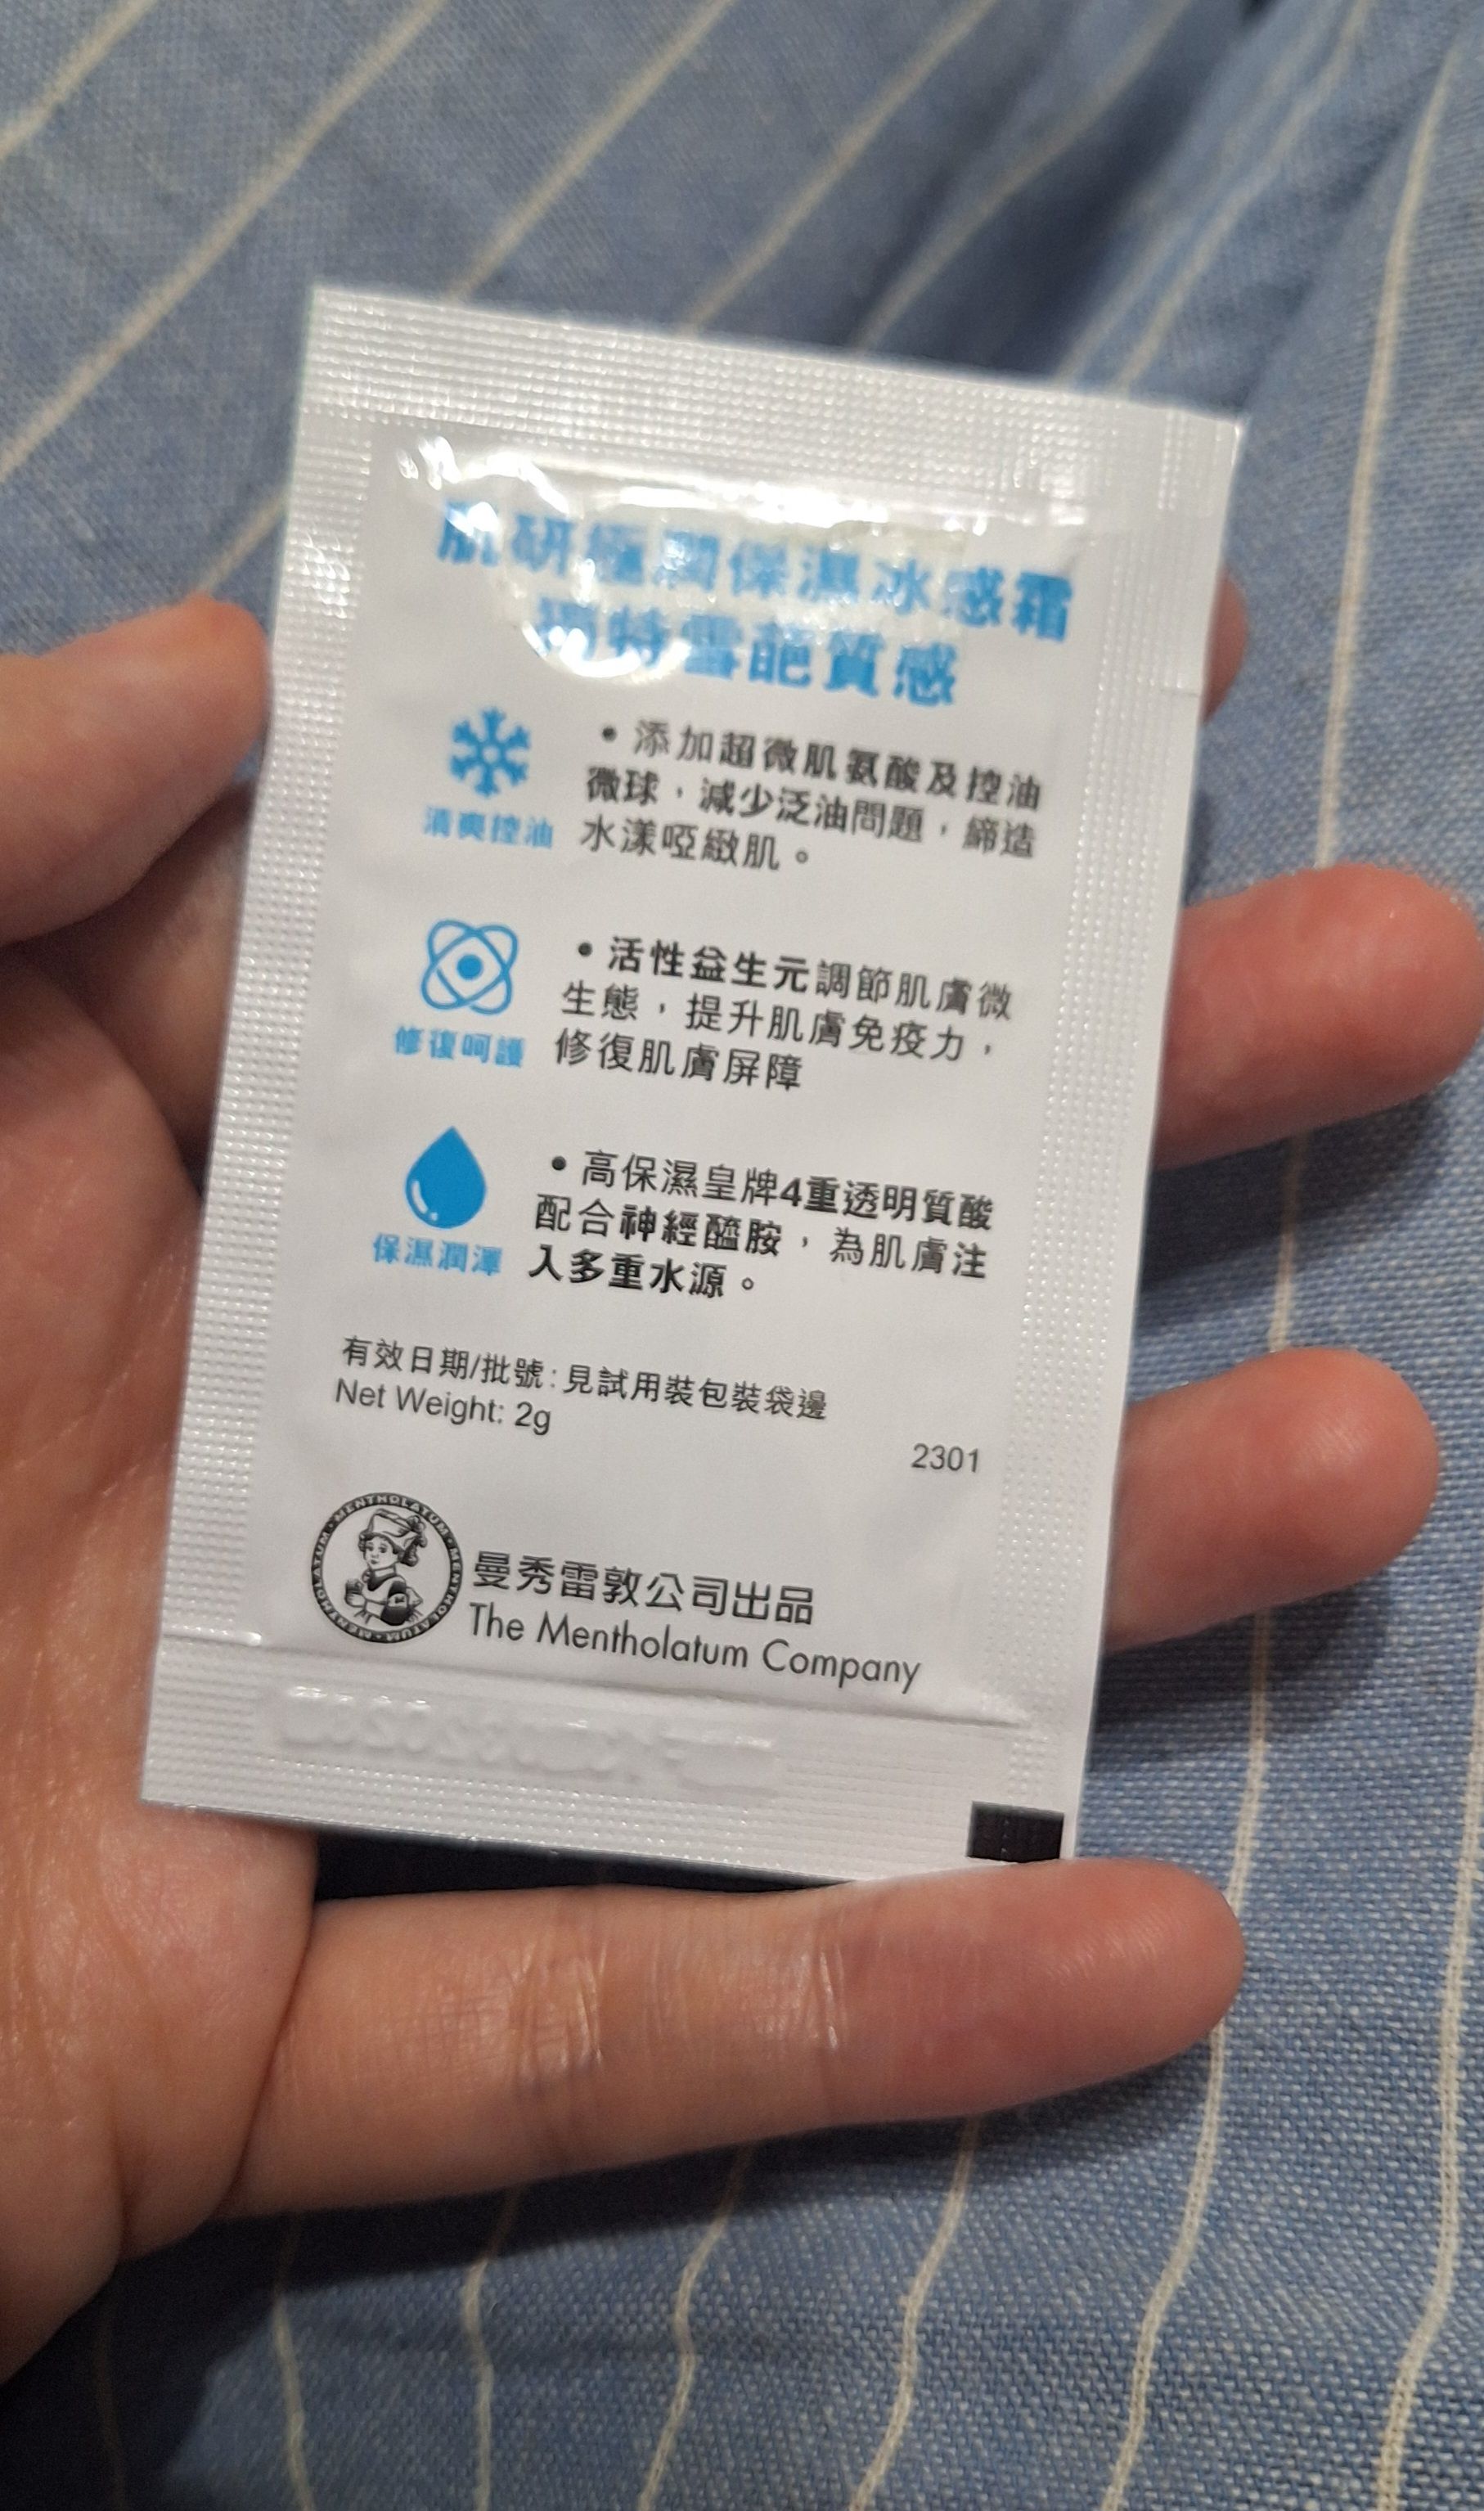 肌研極潤保濕冰感霜
獨特雪葩質感
清爽控油
• 添加超微肌氨酸及控油
微球，減少泛油問題，締造
水漾啞緻肌。
修復呵護
• 活性益生元調節肌膚微
生態，提升肌膚免疫力，
修復肌膚屏障
保濕潤澤
• 高保濕皇牌4重透明質酸
配合神經醯胺，為肌膚注
入多重水源。
有效日期/批號:見試用裝包裝袋邊
Net Weight: 2g
2301
MENTHOLATUM • MENTHOLATUM • MENTHOLATUM
曼秀雷敦公司出品
The Mentholatum Company